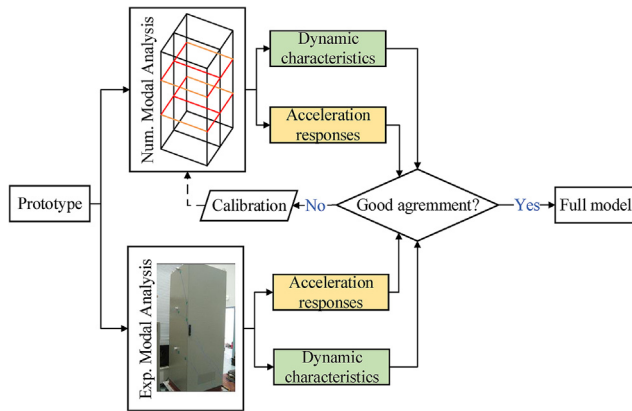 Num. Modal Analysis
Dynamic
characteristics
Acceleration
responses
Prototype
Calibration
No
Good agremment?
Yes
Full model
Exp. Modal Analysis
Acceleration
responses
Dynamic
characteristics